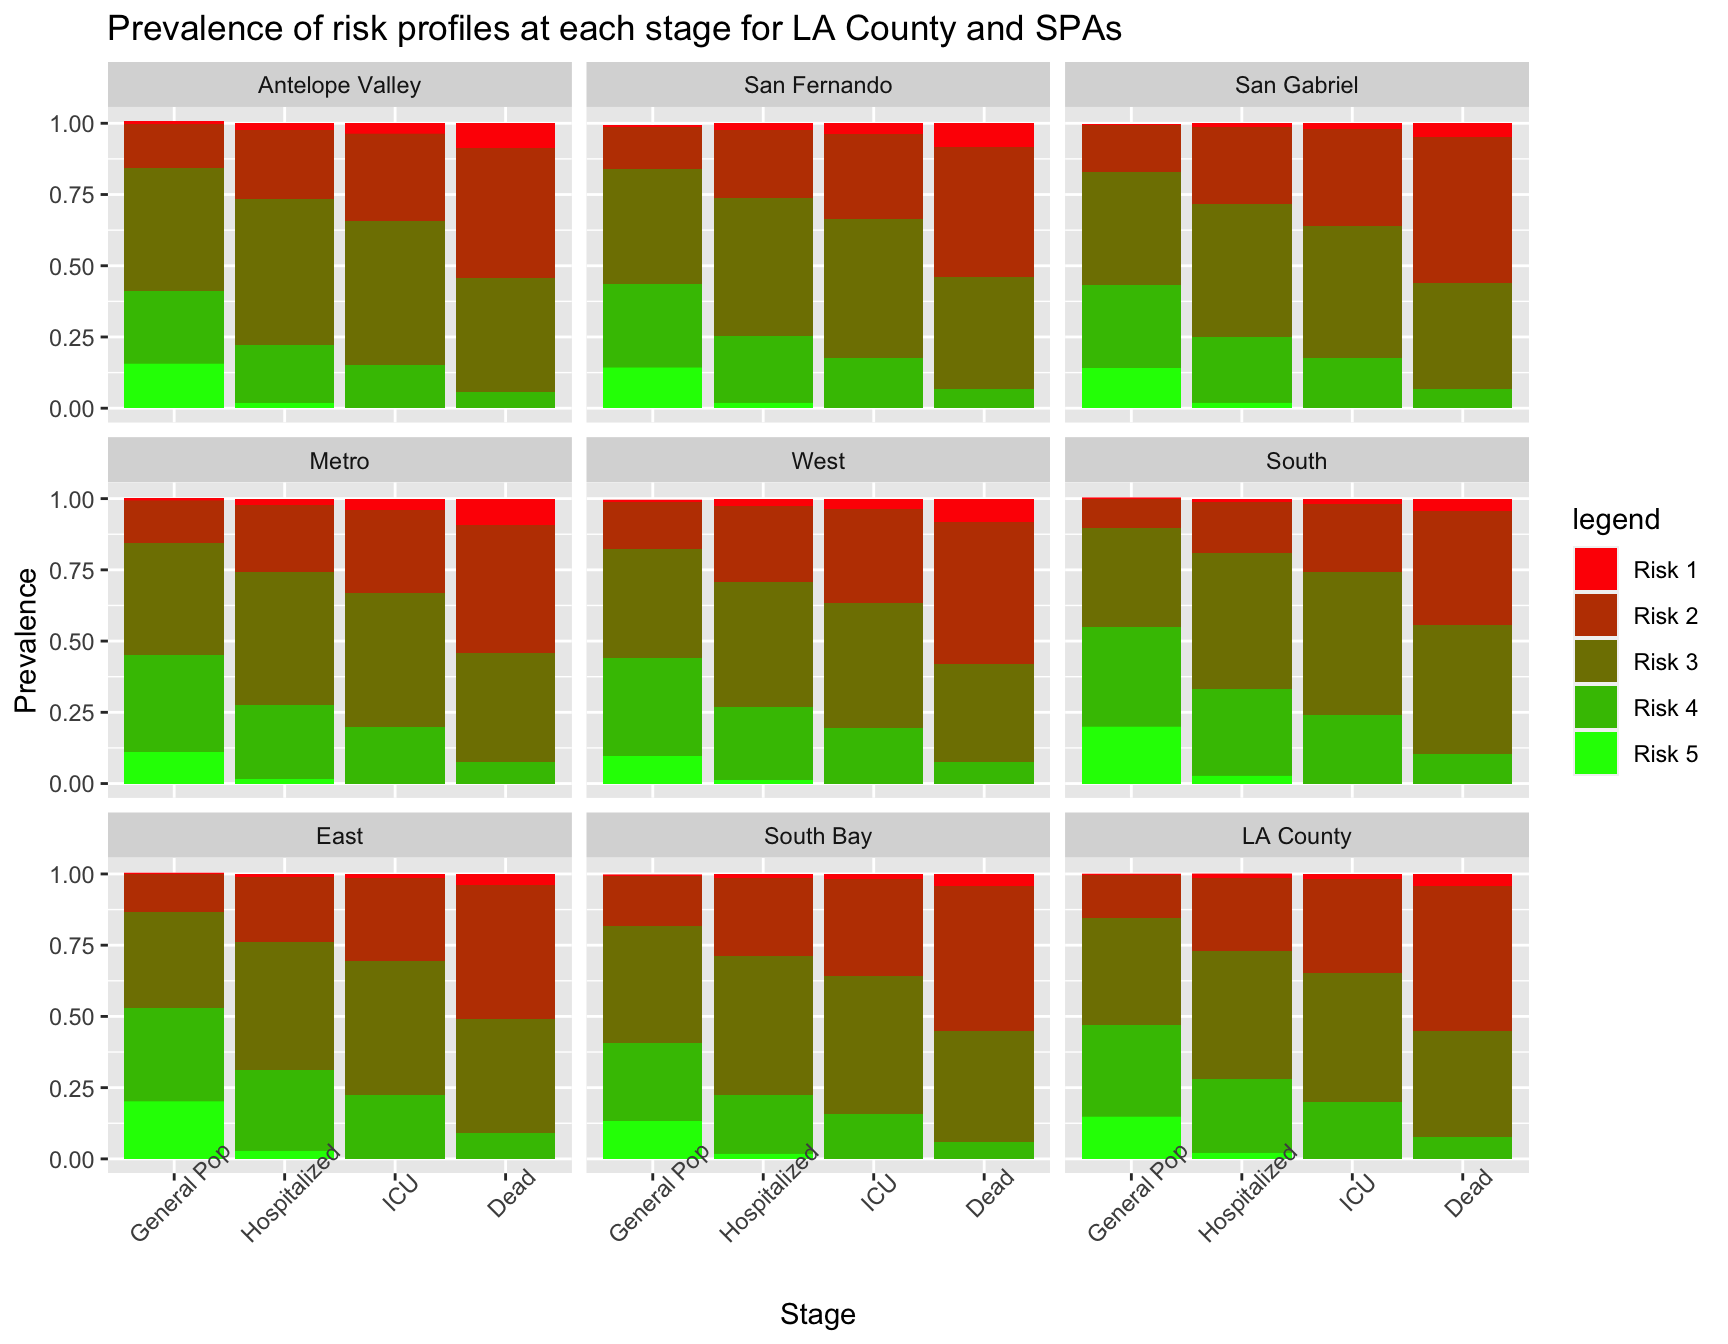 Prevalence of risk profiles at each stage for LA County and SPAs
Antelope Valley
San Fernando
San Gabriel
1.00
0.75
0.50
0.25
0.00
Metro
West
South
1.00
0.75
0.50
0.25
0.00
East
South Bay
LA County
1.00
0.75
0.50
0.25
0.00
General Pop
Hospitalized
ICU
Dead
General Pop
Hospitalized
ICU
Dead
General Pop
Hospitalized
ICU
Dead
Prevalence
Stage
legend
Risk 1
Risk 2
Risk 3
Risk 4
Risk 5